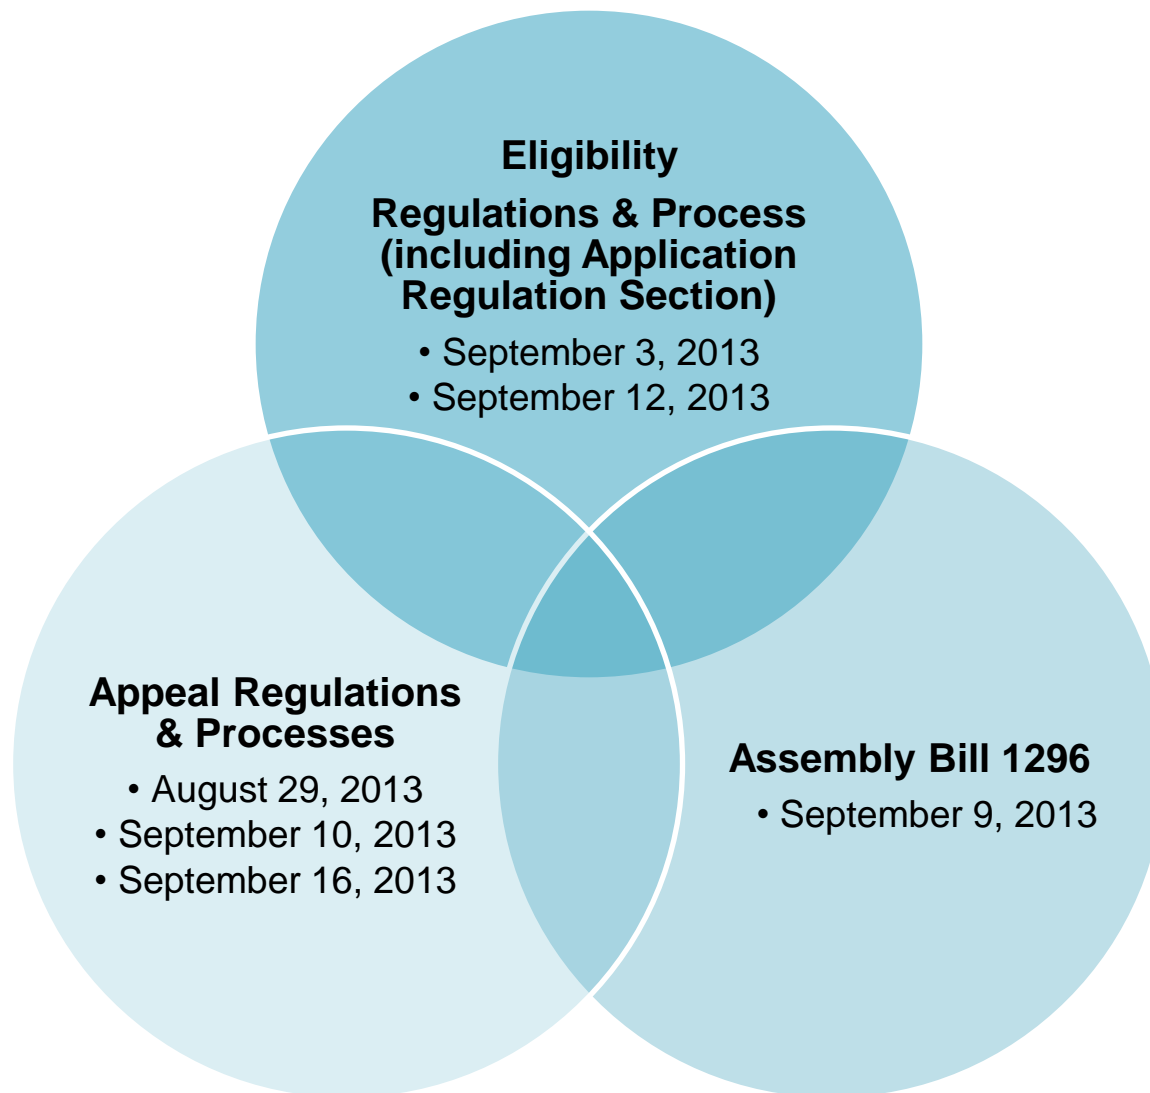 Eligibility
Regulations & Process
(including Application
Regulation Section)
• September 3, 2013
• September 12, 2013
Appeal Regulations
& Processes
• August 29, 2013
• September 10, 2013
• September 16, 2013
Assembly Bill 1296
• September 9, 2013